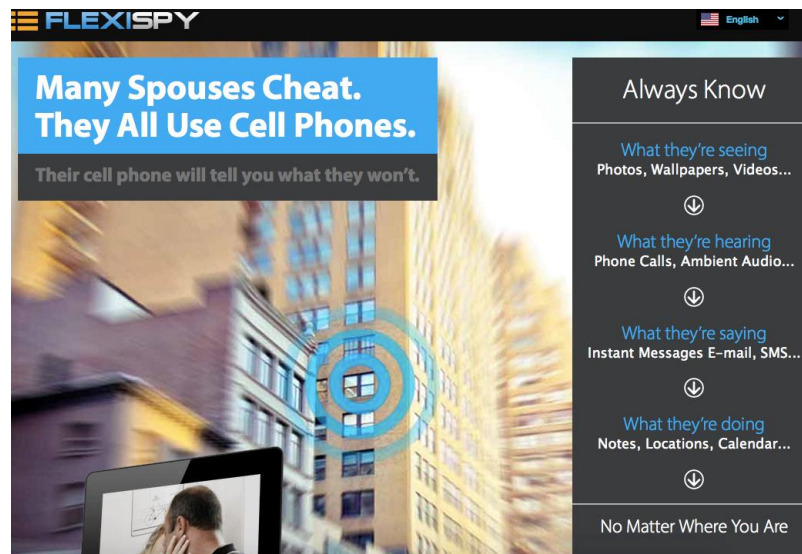 FLEXISPY
English
Many Spouses Cheat.
They All Use Cell Phones.
Their cell phone will tell you what they won't.
Always Know
What they're seeing
Photos, Wallpapers, Videos...
What they're hearing
Phone Calls, Ambient Audio...
What they're saying
Instant Messages E-mail, SMS...
What they're doing
Notes, Locations, Calendar...
No Matter Where You Are